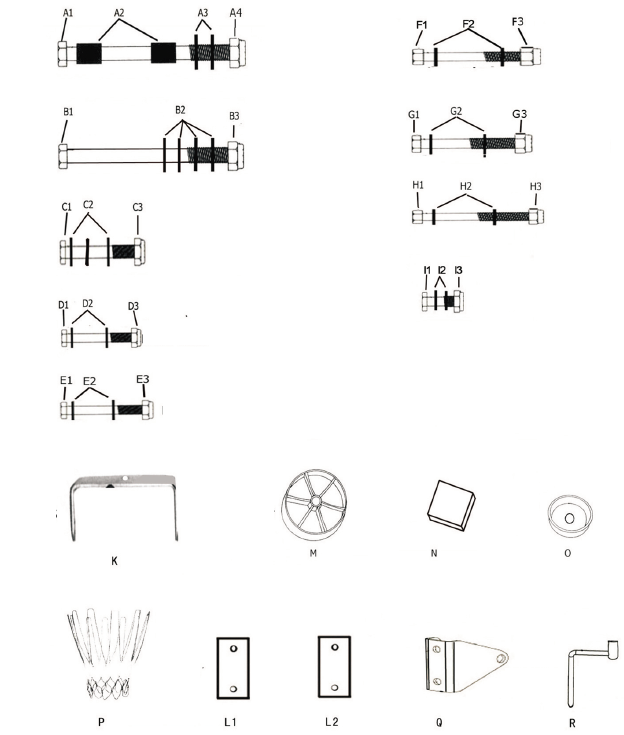 A1 A2 A3 A4
F1 F2 F3
B1 B2 B3
G1 G2 G3
C1 C2 C3
H1 H2 H3
D1 D2 D3
I1 I2 I3
E1 E2 E3
K M N O
P L1 L2 Q R